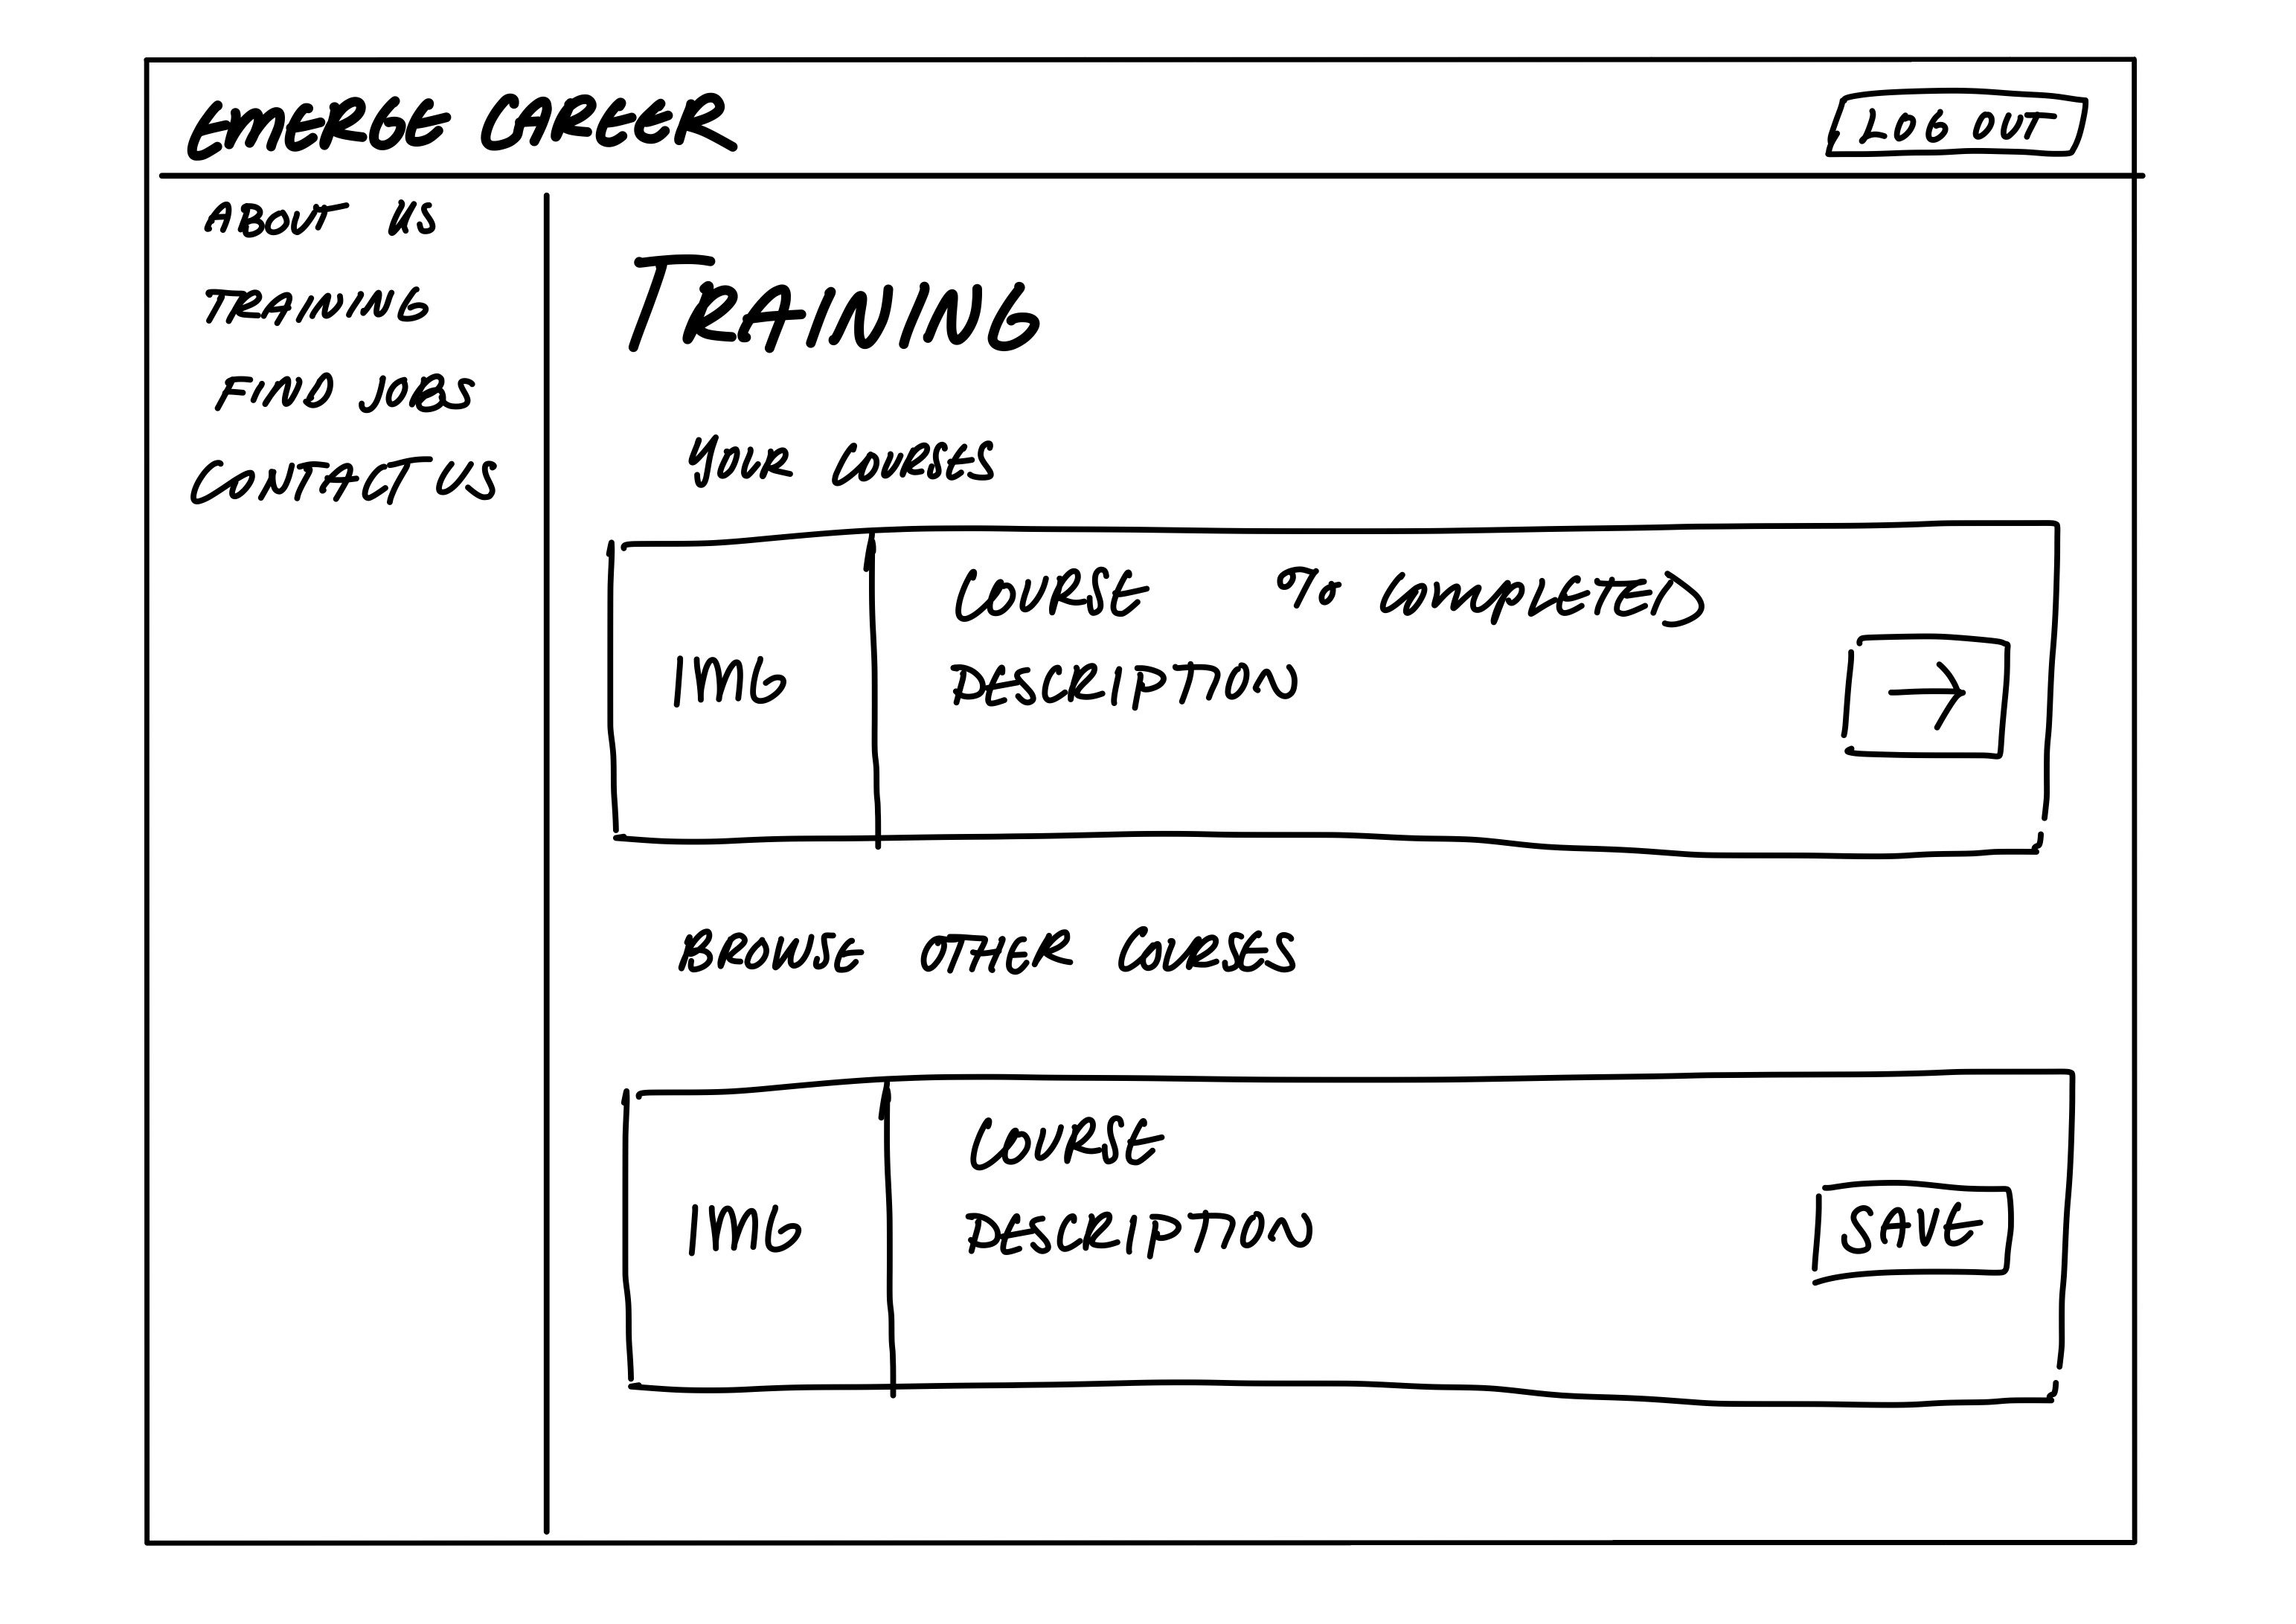 EMERGE CAREER
LOG OUT
ABOUT US
TRAINING
FIND JOBS
CONTACT US
TRAINING
YOUR COURSES
COURSE % COMPLETED
IMG
DESCRIPTION
→
BROWSE OTHER COURSES
COURSE
IMG
DESCRIPTION
SAVE